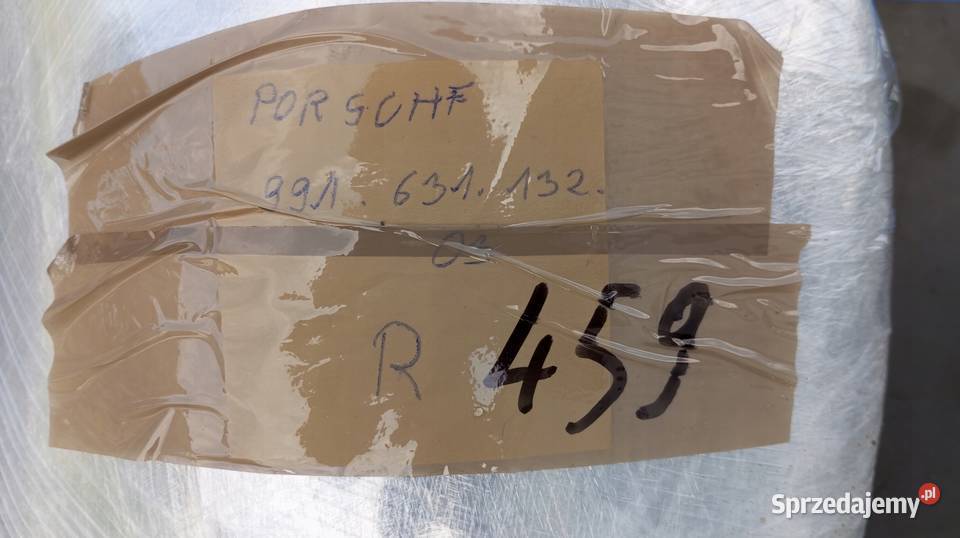 PORSCHE
991. 631. 132.
03
R 459
Sprzedajemy.pl